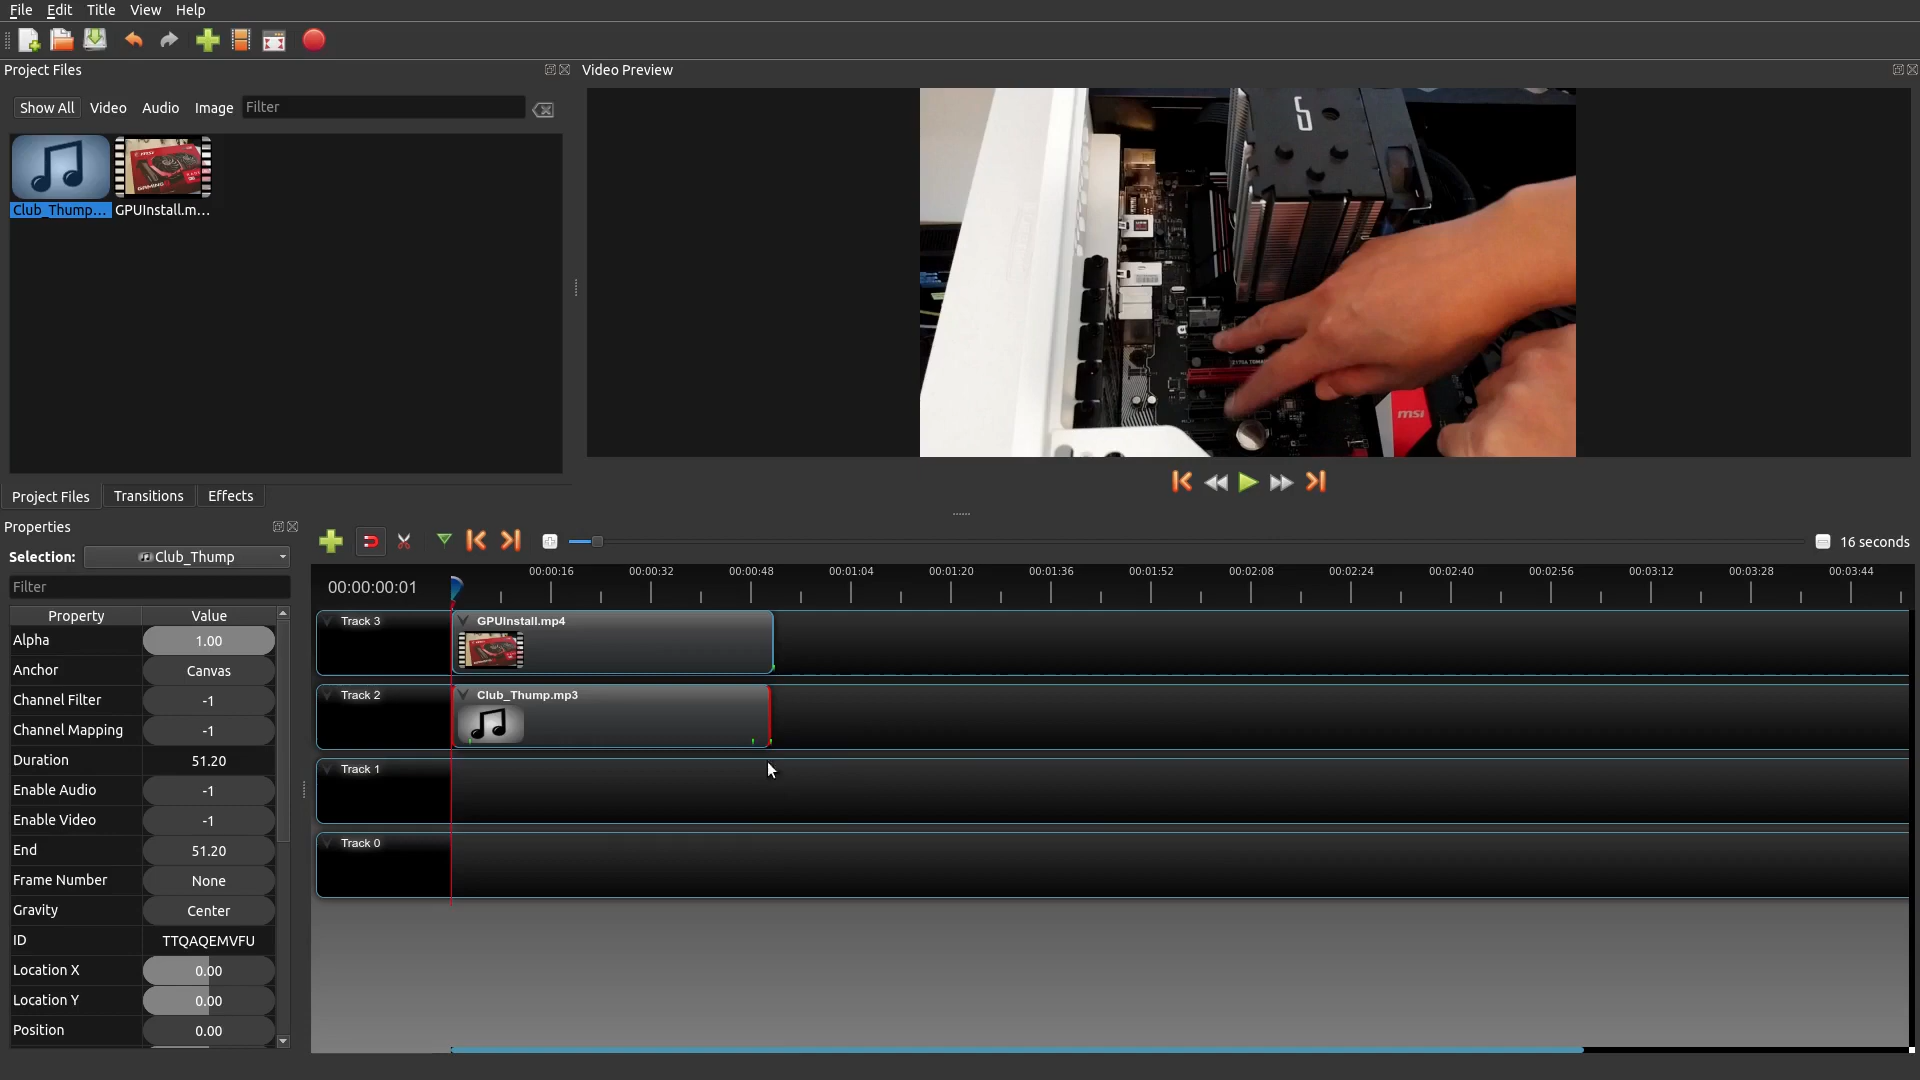 File Edit Title View Help
Project Files
Video Preview
Show All Video Audio Image Filter
Club_Thump... GPUInstall.m...
msi
Project Files Transitions Effects
Properties
Selection: Club_Thump
16 seconds
Filter
00:00:00:01
00:00:16 00:00:32 00:00:48 00:01:04 00:01:20 00:01:36 00:01:52 00:02:08 00:02:24 00:02:40 00:02:56 00:03:12 00:03:28 00:03:44
Property Value
Alpha 1.00
Anchor Canvas
Channel Filter -1
Channel Mapping -1
Duration 51.20
Enable Audio -1
Enable Video -1
End 51.20
Frame Number None
Gravity Center
ID TTQAQEMVFU
Location X 0.00
Location Y 0.00
Position 0.00
Track 3 GPUInstall.mp4
Track 2 Club_Thump.mp3
Track 1
Track 0